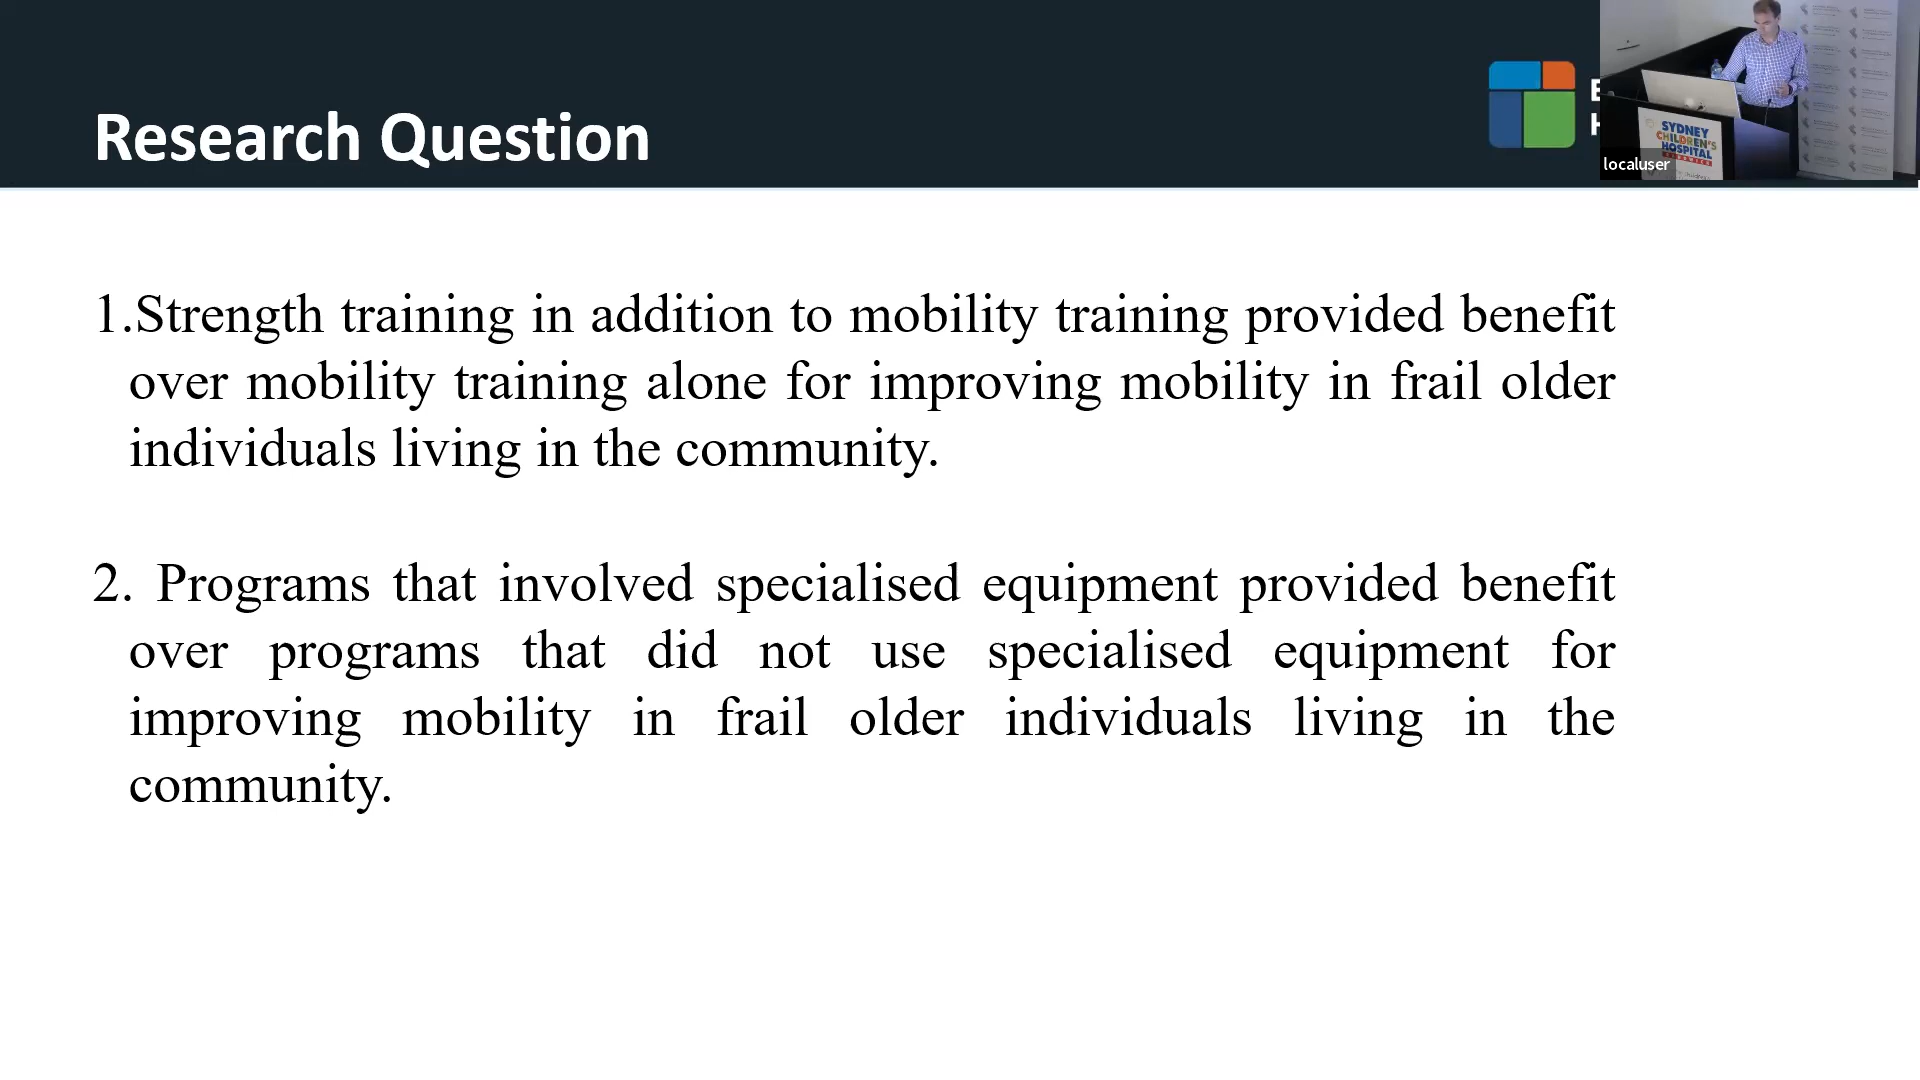 Research Question
localuser
SYDNEY
CHILDREN'S
HOSPITAL
1.Strength training in addition to mobility training provided benefit
over mobility training alone for improving mobility in frail older
individuals living in the community.
2. Programs that involved specialised equipment provided benefit
over programs that did not use specialised equipment for
improving mobility in frail older individuals living in the
community.